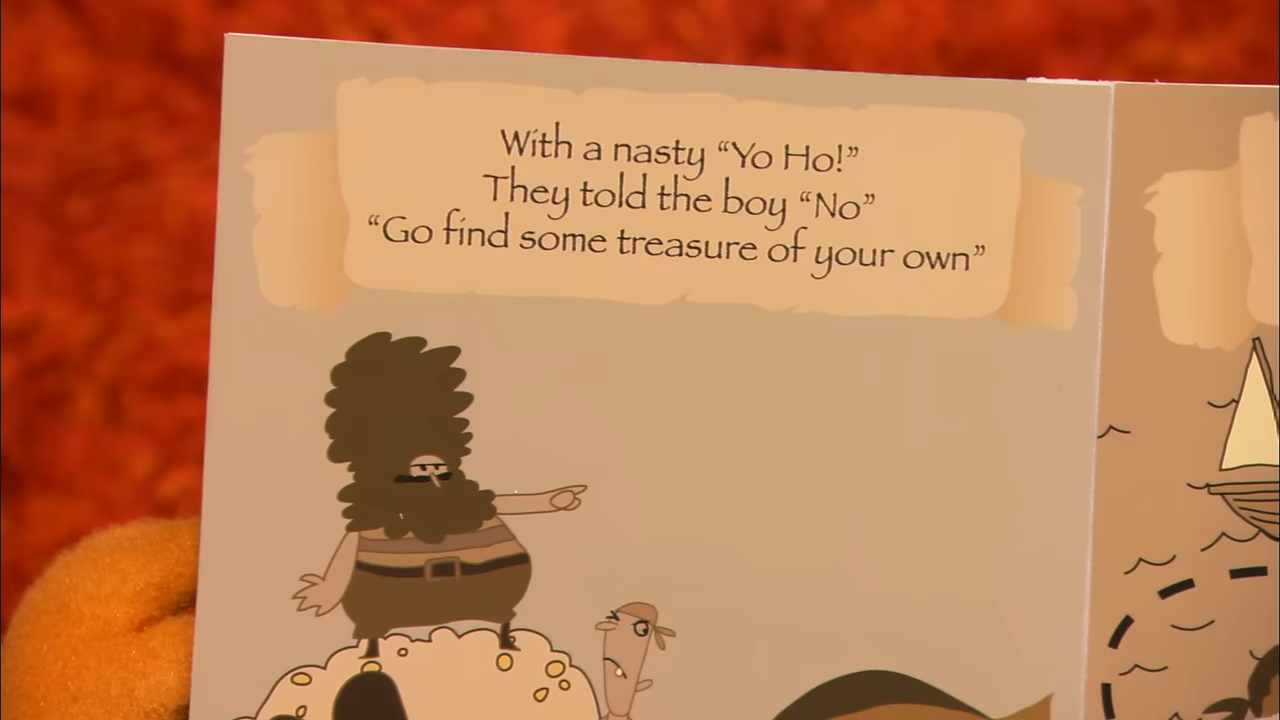 With a nasty “Yo Ho!”
They told the boy “No”
“Go find some treasure of your own”